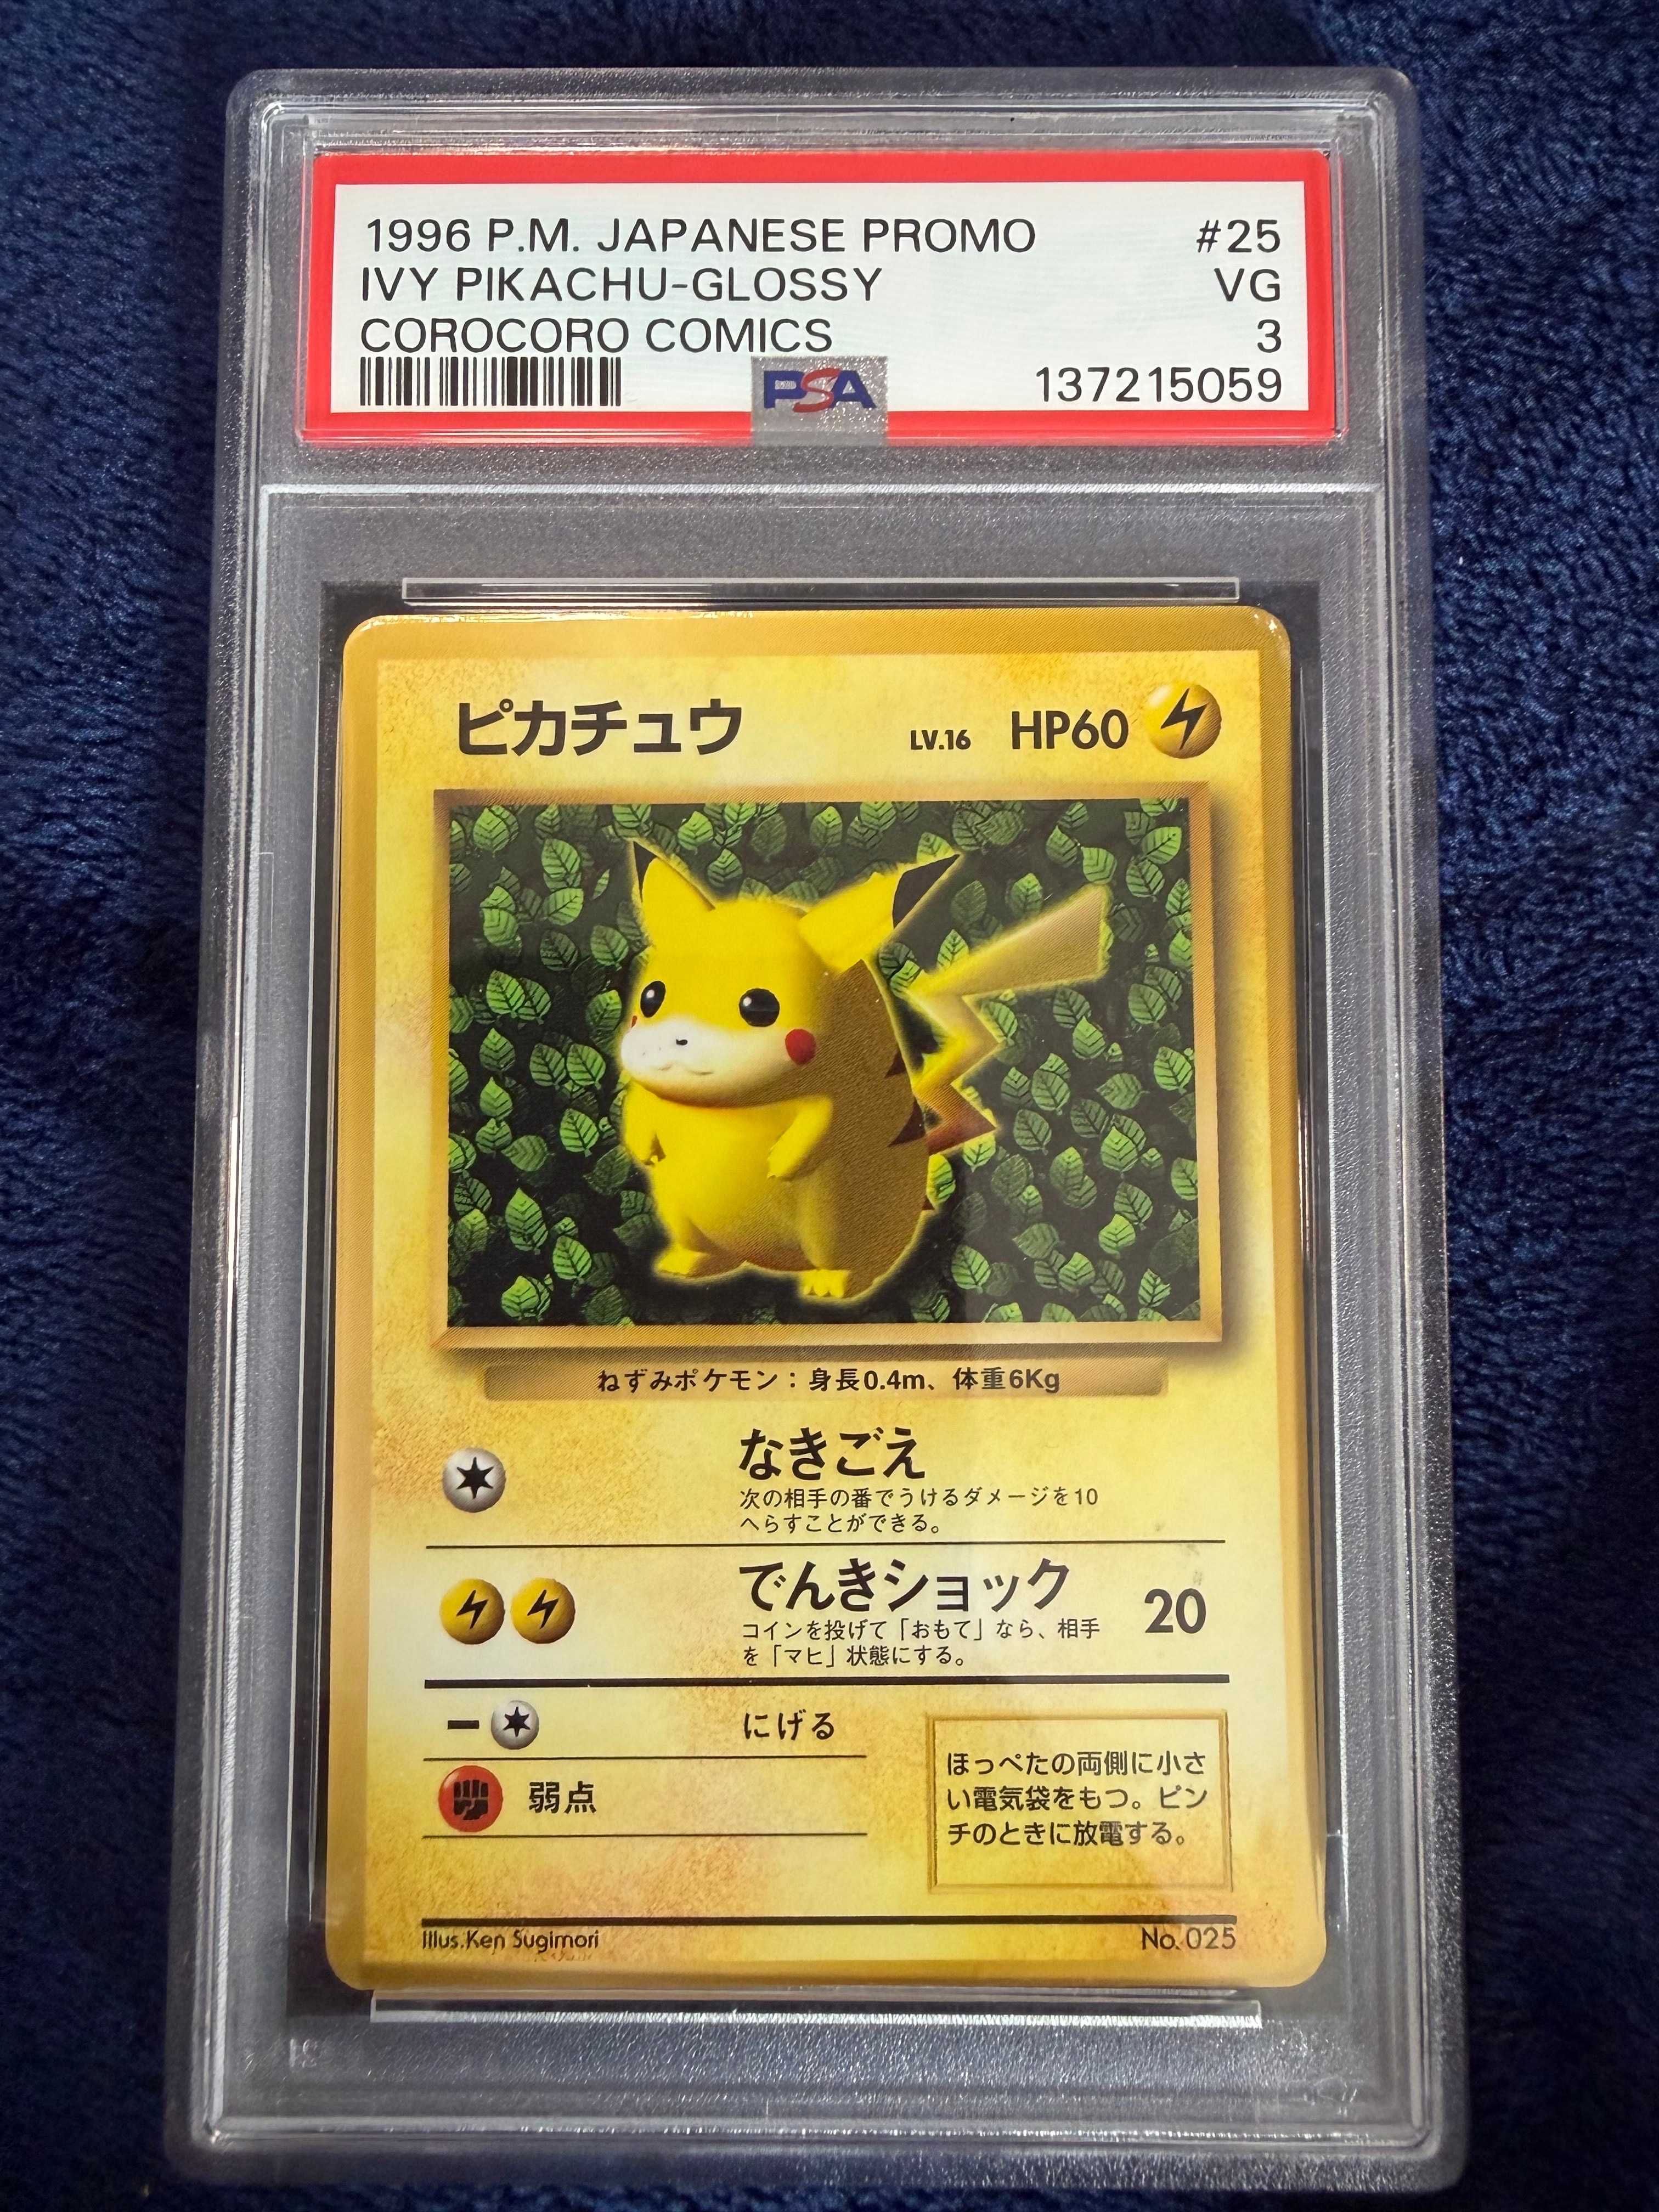 1996 P.M. JAPANESE PROMO #25
IVY PIKACHU-GLOSSY VG
COROCORO COMICS 3
PSA 137215059
ピカチュウ LV.16 HP60
ねずみポケモン：身長0.4m、体重6Kg
なきごえ
次の相手の番でうけるダメージを10
へらすことができる。
でんきショック 20
コインを投げて「おもて」なら、相手
を「マヒ」状態にする。
にげる
弱点
ほっぺたの両側に小さ
い電気袋をもつ。ピン
チのときに放電する。
Illus.Ken Sugimori No.025